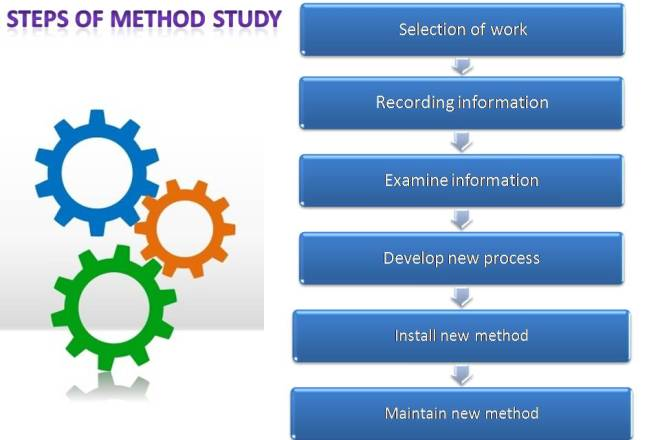 STEPS OF METHOD STUDY
Selection of work
Recording information
Examine information
Develop new process
Install new method
Maintain new method